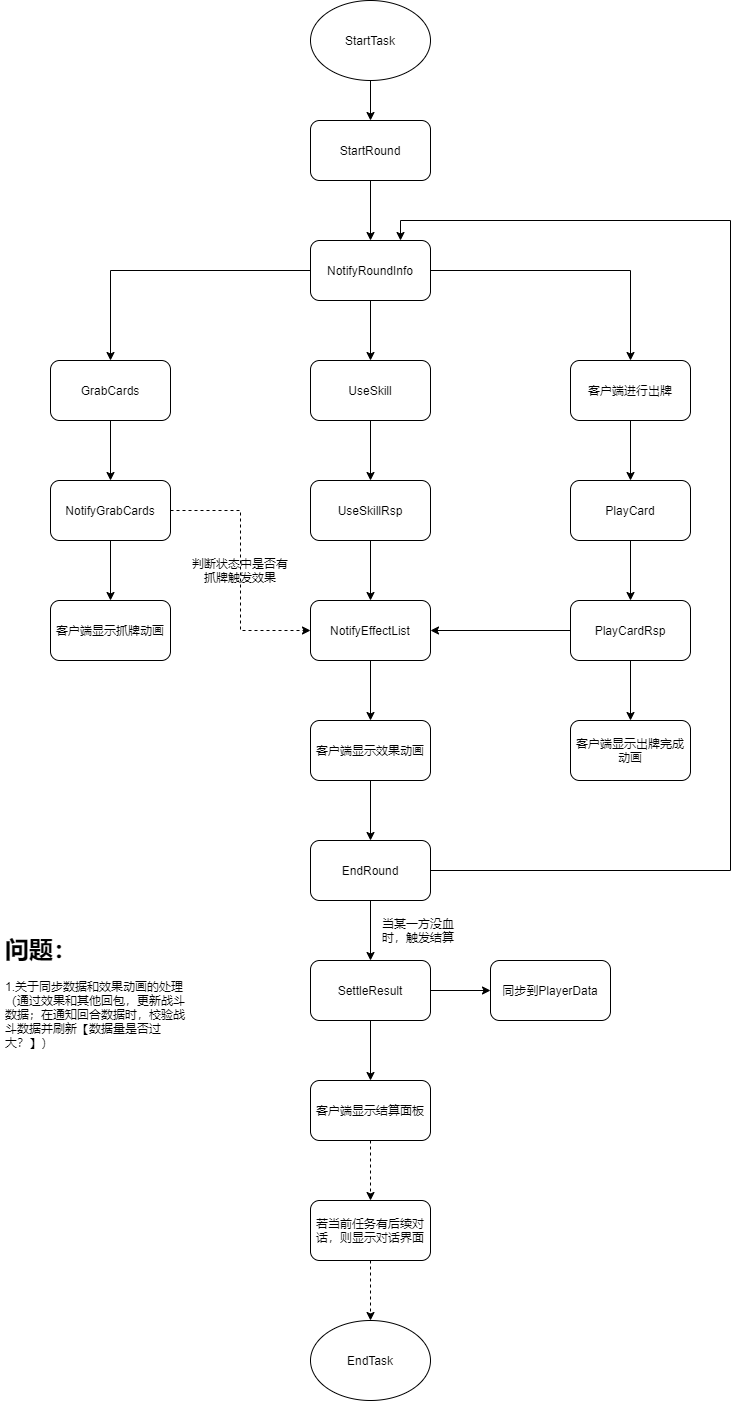 StartTask
StartRound
NotifyRoundInfo
GrabCards
UseSkill
客户端进行出牌
NotifyGrabCards
UseSkillRsp
PlayCard
判断状态中是否有
抓牌触发效果
客户端显示抓牌动画
NotifyEffectList
PlayCardRsp
客户端显示效果动画
客户端显示出牌完成
动画
EndRound
当某一方没血
时，触发结算
问题：
1.关于同步数据和效果动画的处理
（通过效果和其他回包，更新战斗
数据；在通知回合数据时，校验战
斗数据并刷新【数据量是否过
大？】）
SettleResult
同步到PlayerData
客户端显示结算面板
若当前任务有后续对
话，则显示对话界面
EndTask